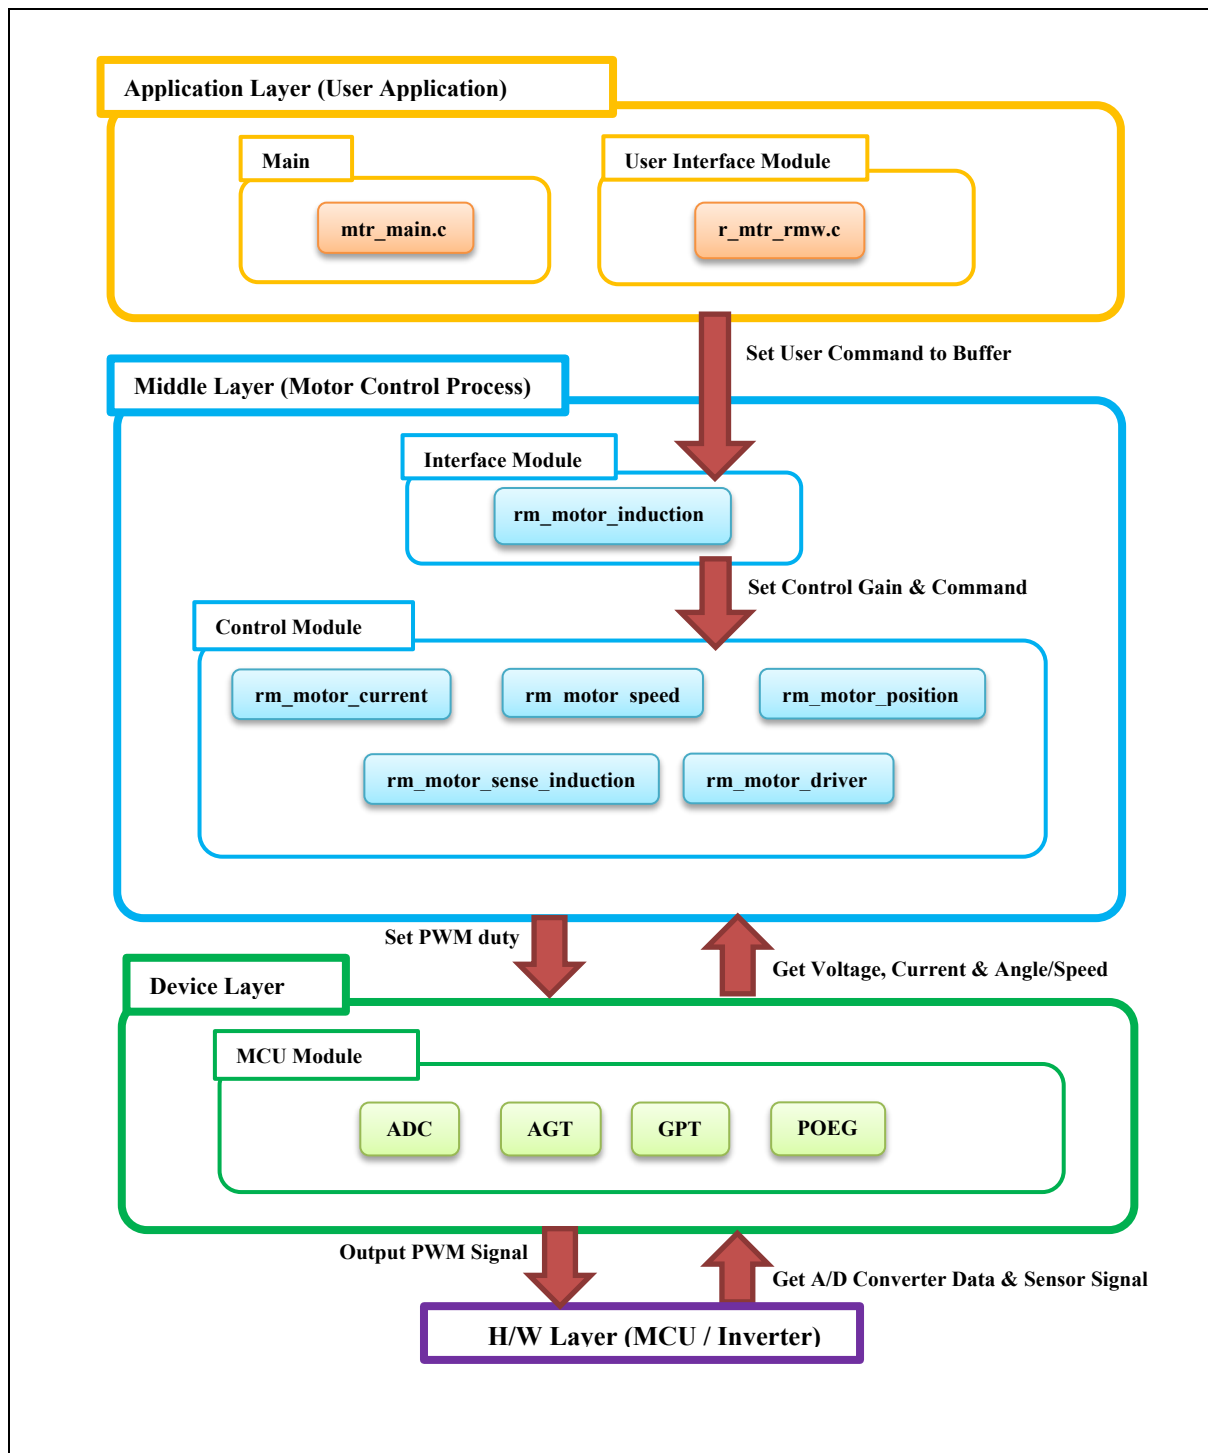 Application Layer (User Application)
Main
User Interface Module
mtr_main.c
r_mtr_rmw.c
Set User Command to Buffer
Middle Layer (Motor Control Process)
Interface Module
rm_motor_induction
Set Control Gain & Command
Control Module
rm_motor_current
rm_motor_speed
rm_motor_position
rm_motor_sense_induction
rm_motor_driver
Set PWM duty
Get Voltage, Current & Angle/Speed
Device Layer
MCU Module
ADC
AGT
GPT
POEG
Output PWM Signal
Get A/D Converter Data & Sensor Signal
H/W Layer (MCU / Inverter)